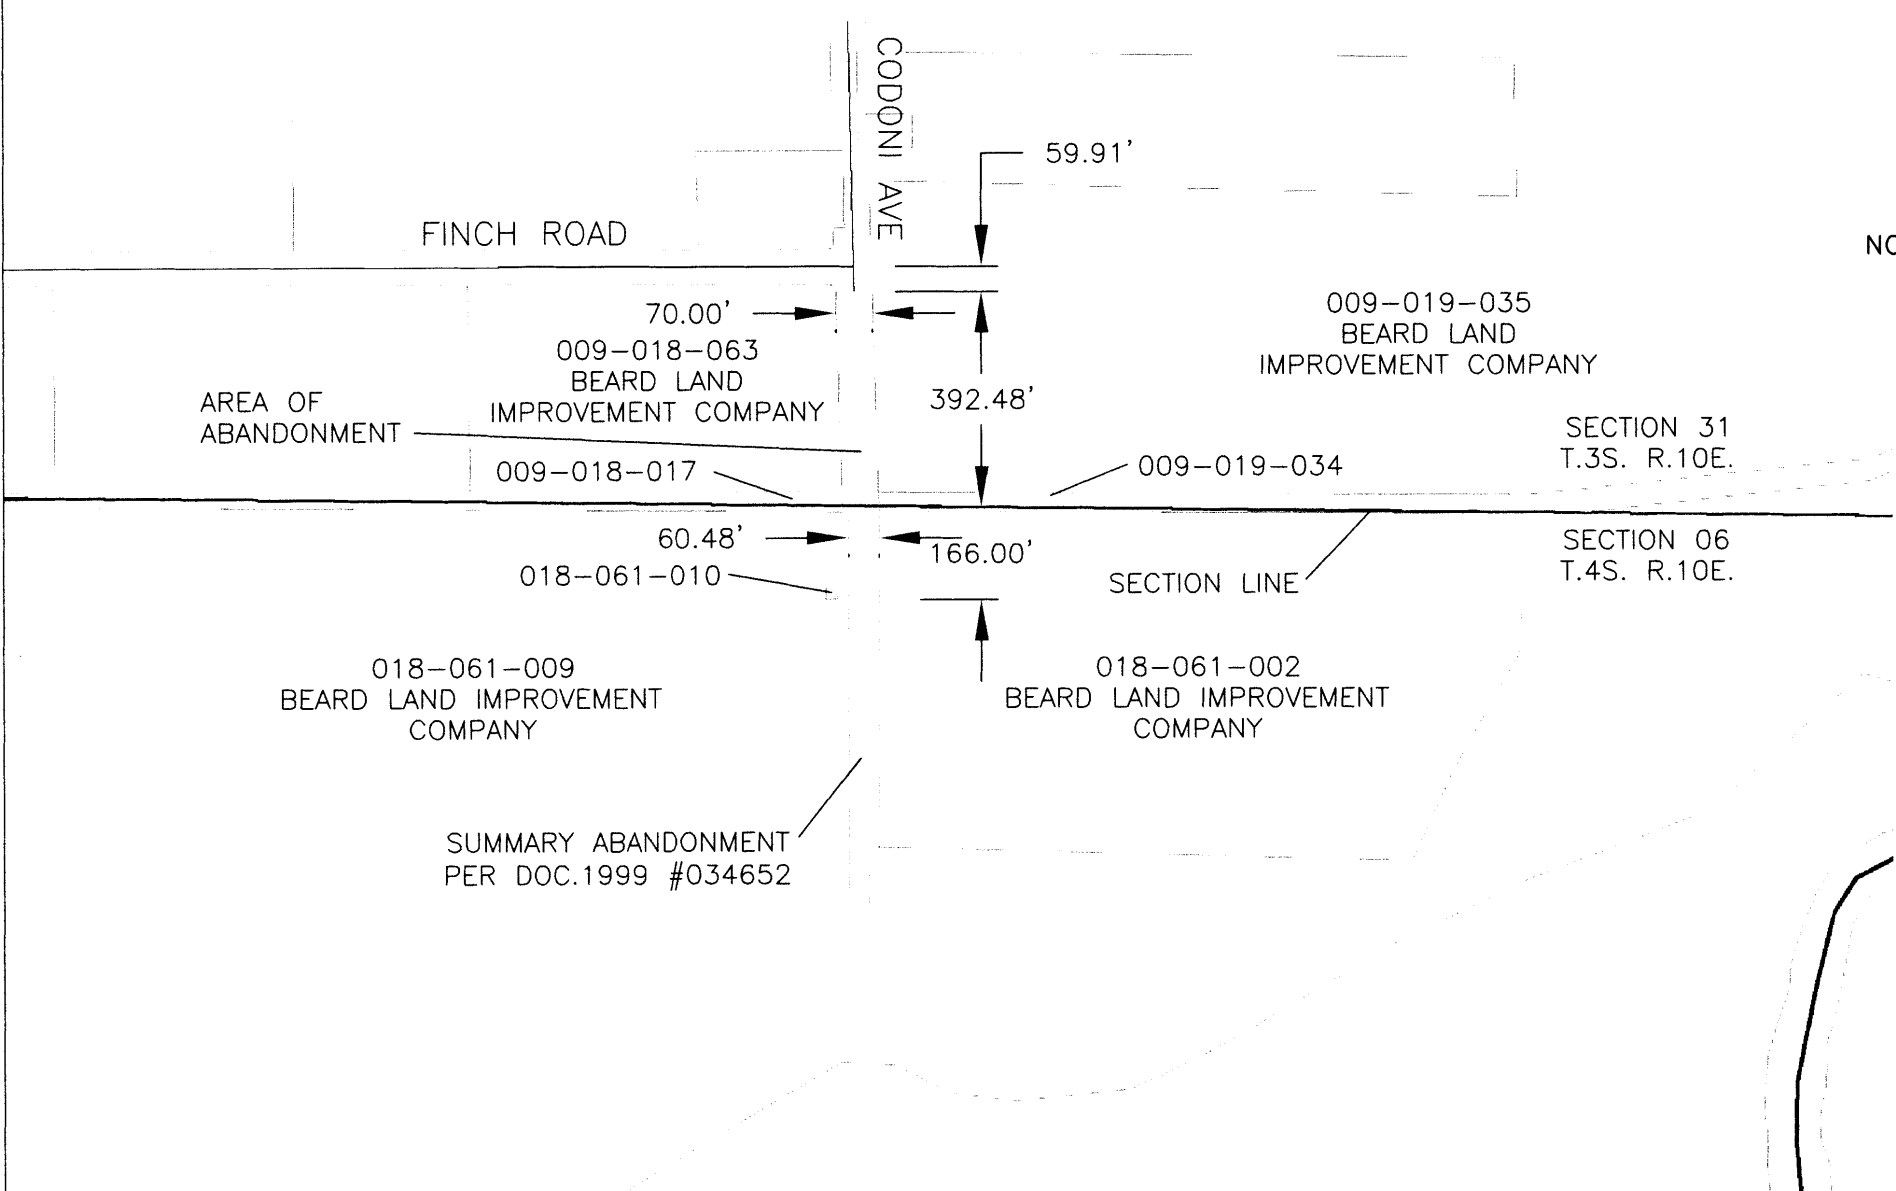 CODONI AVE
59.91'
FINCH ROAD
NO
70.00'
009-018-063
BEARD LAND
IMPROVEMENT COMPANY
009-019-035
BEARD LAND
IMPROVEMENT COMPANY
AREA OF
ABANDONMENT
392.48'
SECTION 31
T.3S. R.10E.
009-018-017
009-019-034
60.48'
166.00'
018-061-010
SECTION LINE
SECTION 06
T.4S. R.10E.
018-061-009
BEARD LAND IMPROVEMENT
COMPANY
018-061-002
BEARD LAND IMPROVEMENT
COMPANY
SUMMARY ABANDONMENT
PER DOC.1999 #034652